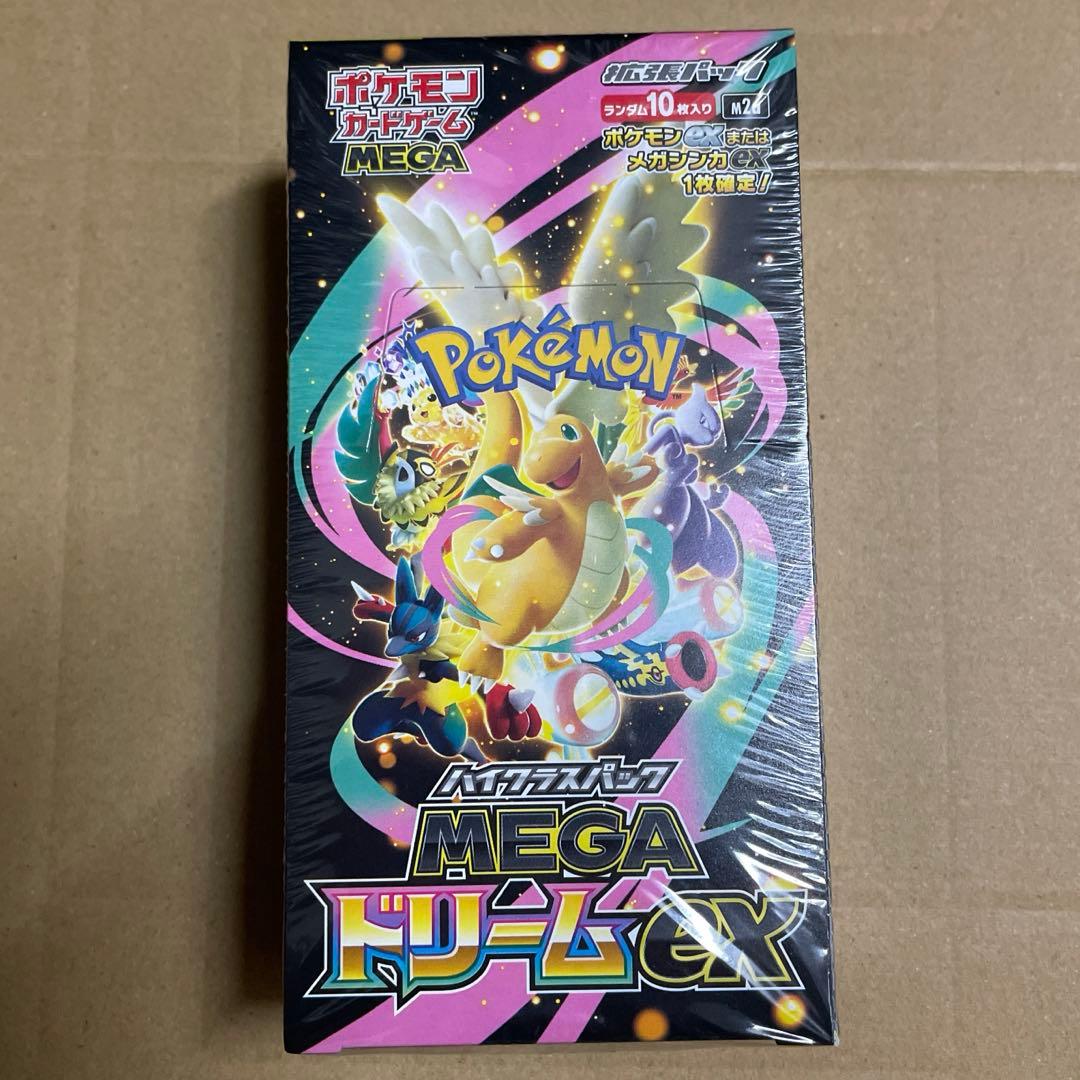 ポケモン
カードゲーム™
MEGA
拡張パック
ランダム10枚入り M2a
ポケモンexまたは
メガシンカex
1枚確定!
POKéMON™
ハイクラスパック
MEGA
ドリームex